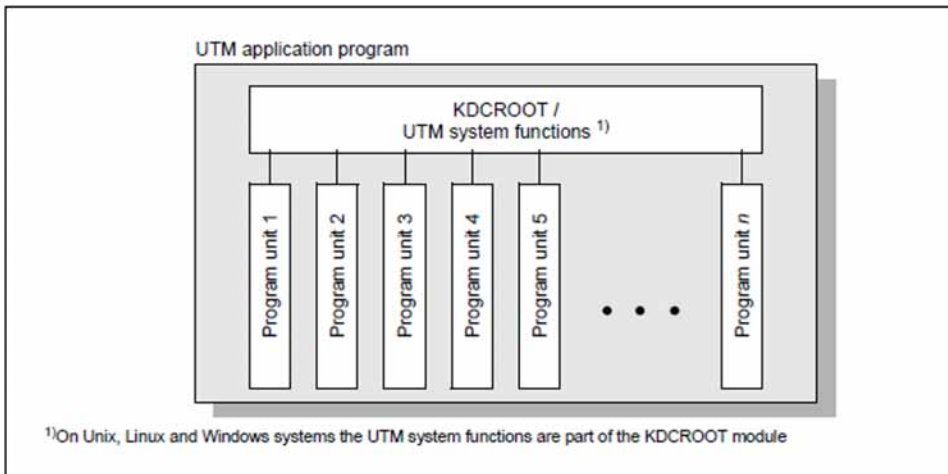 UTM application program
KDCROOT /
UTM system functions 1)
Program unit 1
Program unit 2
Program unit 3
Program unit 4
Program unit 5
• • •
Program unit n
1)On Unix, Linux and Windows systems the UTM system functions are part of the KDCROOT module